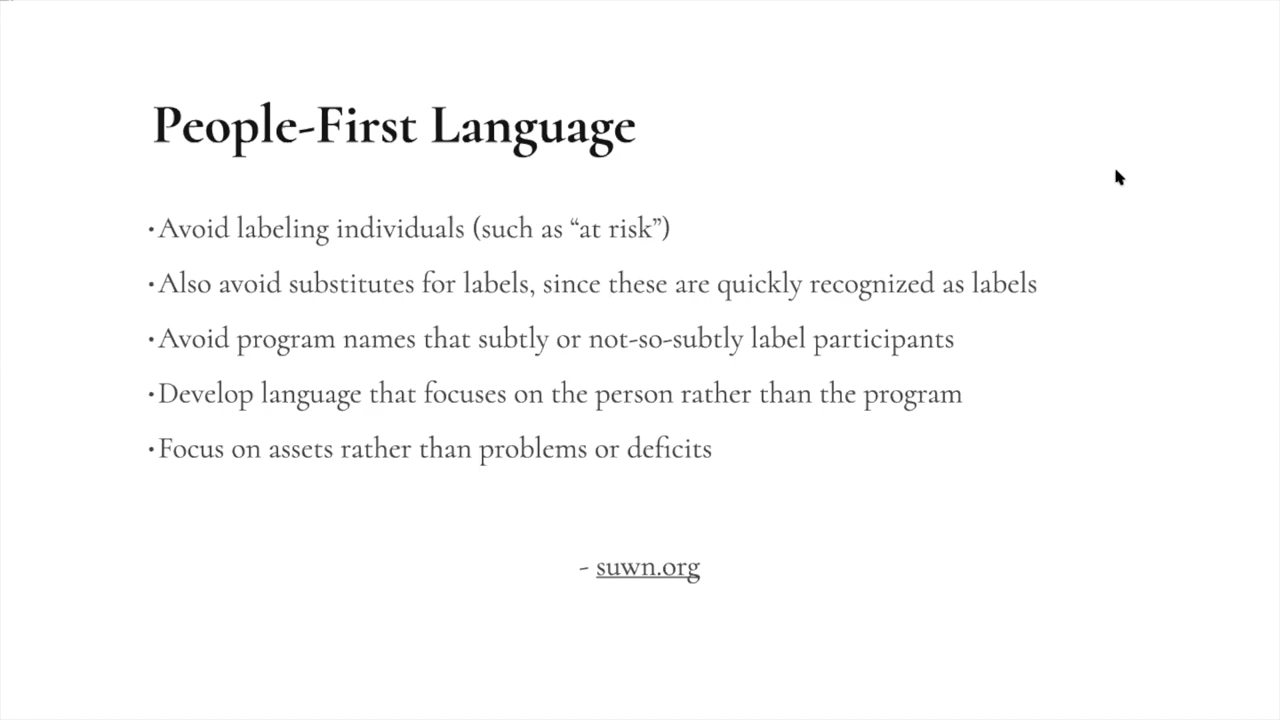 People-First Language
•Avoid labeling individuals (such as “at risk”)
•Also avoid substitutes for labels, since these are quickly recognized as labels
•Avoid program names that subtly or not-so-subtly label participants
•Develop language that focuses on the person rather than the program
•Focus on assets rather than problems or deficits
- suwn.org